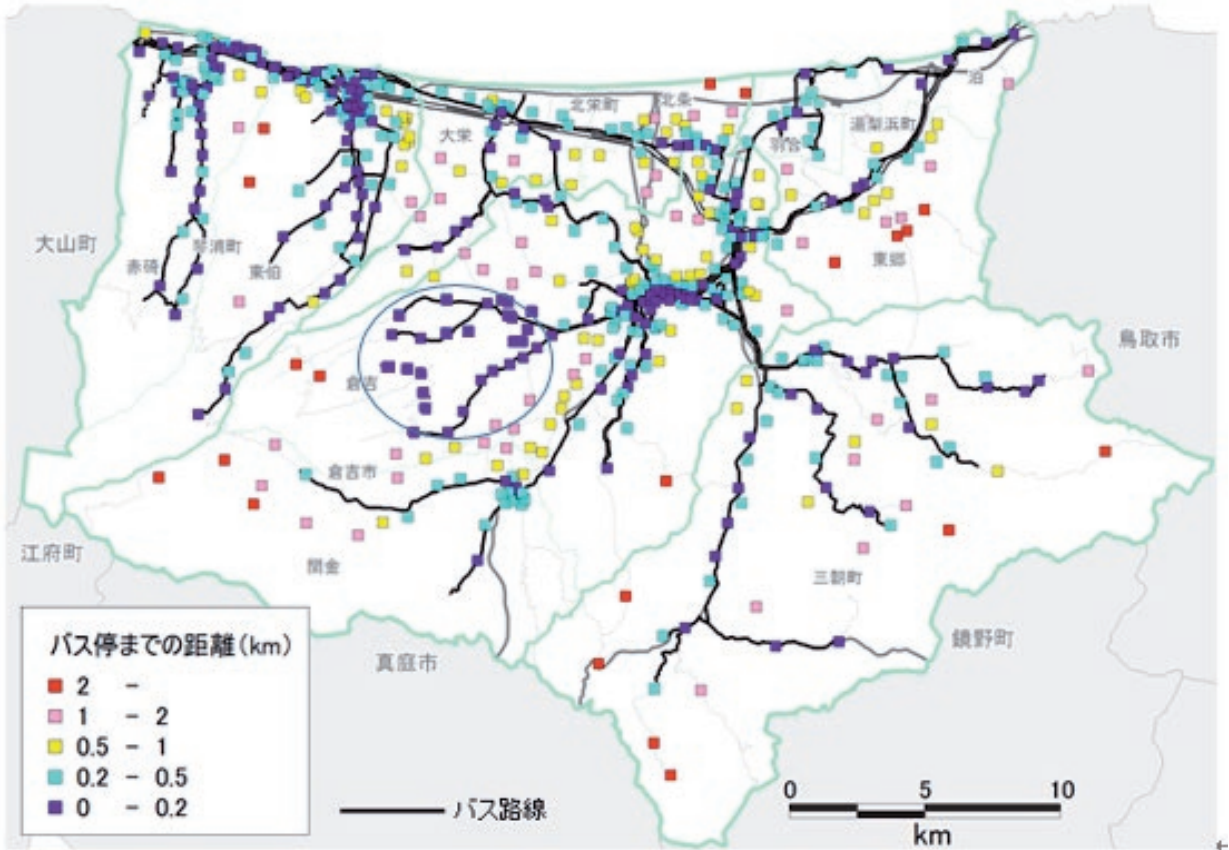 泊
北栄町
北条
湯梨浜町
大栄
羽合
大山町
琴浦町
赤碕
東伯
東郷
鳥取市
倉吉
倉吉市
江府町
関金
三朝町
鏡野町
真庭市
バス停までの距離(km)
2 -
1 - 2
0.5 - 1
0.2 - 0.5
0 - 0.2
バス路線
0 5 10
km